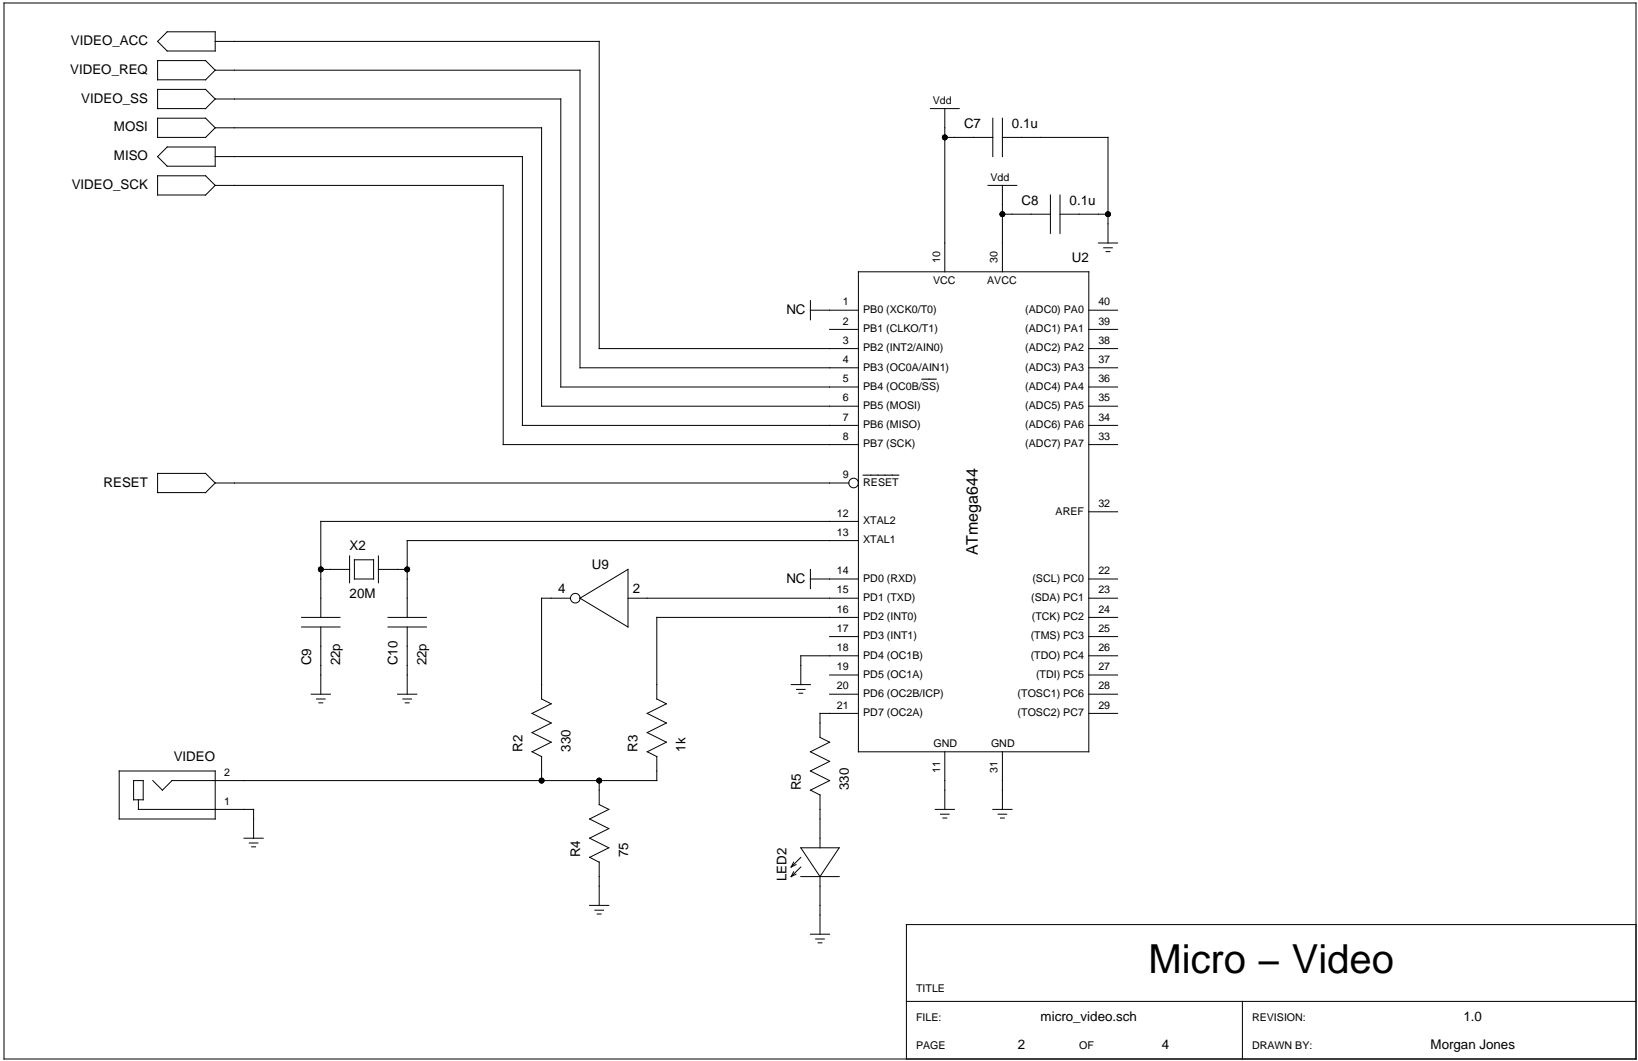 VIDEO_ACC
VIDEO_REQ
VIDEO_SS
MOSI
MISO
VIDEO_SCK
Vdd
C7 0.1u
Vdd
C8 0.1u
10 30 U2
VCC AVCC
NC 1 PB0 (XCK0/T0) (ADC0) PA0 40
2 PB1 (CLKO/T1) (ADC1) PA1 39
3 PB2 (INT2/AIN0) (ADC2) PA2 38
4 PB3 (OC0A/AIN1) (ADC3) PA3 37
5 PB4 (OC0B/SS) (ADC4) PA4 36
6 PB5 (MOSI) (ADC5) PA5 35
7 PB6 (MISO) (ADC6) PA6 34
8 PB7 (SCK) (ADC7) PA7 33
RESET 9 RESET
ATmega644
AREF 32
12 XTAL2
13 XTAL1
X2
20M
C9 22p C10 22p
U9
4 2
NC 14 PD0 (RXD) (SCL) PC0 22
15 PD1 (TXD) (SDA) PC1 23
16 PD2 (INT0) (TCK) PC2 24
17 PD3 (INT1) (TMS) PC3 25
18 PD4 (OC1B) (TDO) PC4 26
19 PD5 (OC1A) (TDI) PC5 27
20 PD6 (OC2B/ICP) (TOSC1) PC6 28
21 PD7 (OC2A) (TOSC2) PC7 29
GND GND
11 31
R2 330 R3 1k
R5 330
VIDEO
2
1
R4 75
LED2
Micro – Video
TITLE
FILE: micro_video.sch REVISION: 1.0
PAGE 2 OF 4 DRAWN BY: Morgan Jones